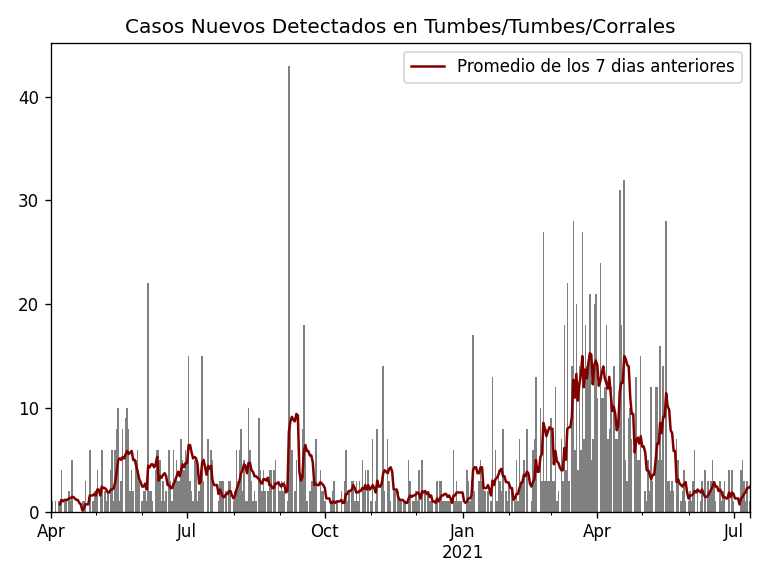 Casos Nuevos Detectados en Tumbes/Tumbes/Corrales
Promedio de los 7 dias anteriores
40
30
20
10
0
Apr Jul Oct Jan Apr Jul
2021